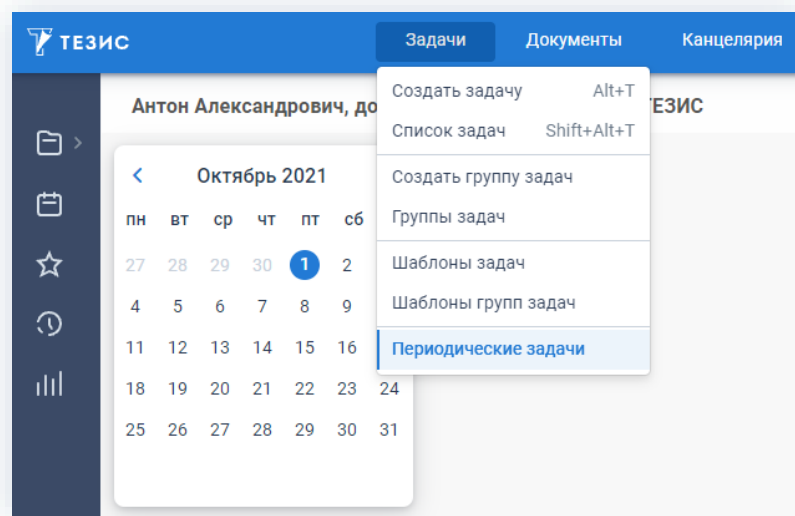 ТЕЗИС
Задачи Документы Канцелярия
Антон Александрович, до ТЕЗИС
Создать задачу Alt+T
Список задач Shift+Alt+T
Создать группу задач
Группы задач
Шаблоны задач
Шаблоны групп задач
Периодические задачи
Октябрь 2021
пн вт ср чт пт сб
27 28 29 30 1 2
4 5 6 7 8 9
11 12 13 14 15 16
18 19 20 21 22 23 24
25 26 27 28 29 30 31